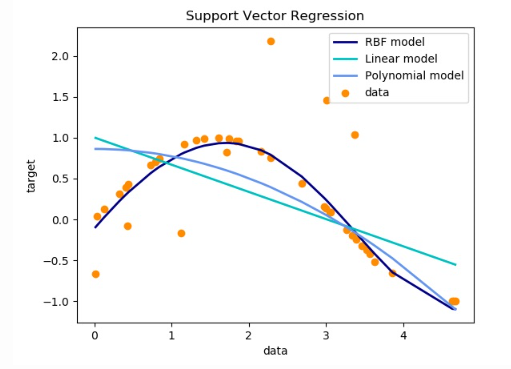 Support Vector Regression
RBF model
Linear model
Polynomial model
data
target
2.0
1.5
1.0
0.5
0.0
−0.5
−1.0
0 1 2 3 4
data